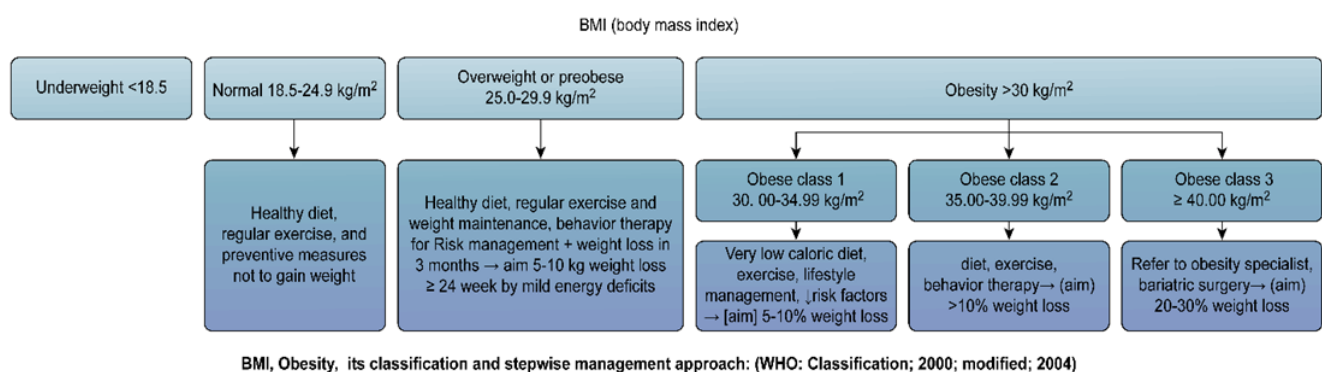 BMI (body mass index)
Underweight <18.5
Normal 18.5-24.9 kg/m²
Overweight or preobese
25.0-29.9 kg/m²
Obesity >30 kg/m²
Healthy diet,
regular exercise, and
preventive measures
not to gain weight
Healthy diet, regular exercise and
weight maintenance, behavior therapy
for Risk management + weight loss in
3 months → aim 5-10 kg weight loss
≥ 24 week by mild energy deficits
Obese class 1
30. 00-34.99 kg/m²
Obese class 2
35.00-39.99 kg/m²
Obese class 3
≥ 40.00 kg/m²
Very low caloric diet,
exercise, lifestyle
management, ↓risk factors
→ [aim] 5-10% weight loss
diet, exercise,
behavior therapy→ (aim)
>10% weight loss
Refer to obesity specialist,
bariatric surgery→ (aim)
20-30% weight loss
BMI, Obesity, its classification and stepwise management approach: (WHO: Classification; 2000; modified; 2004)